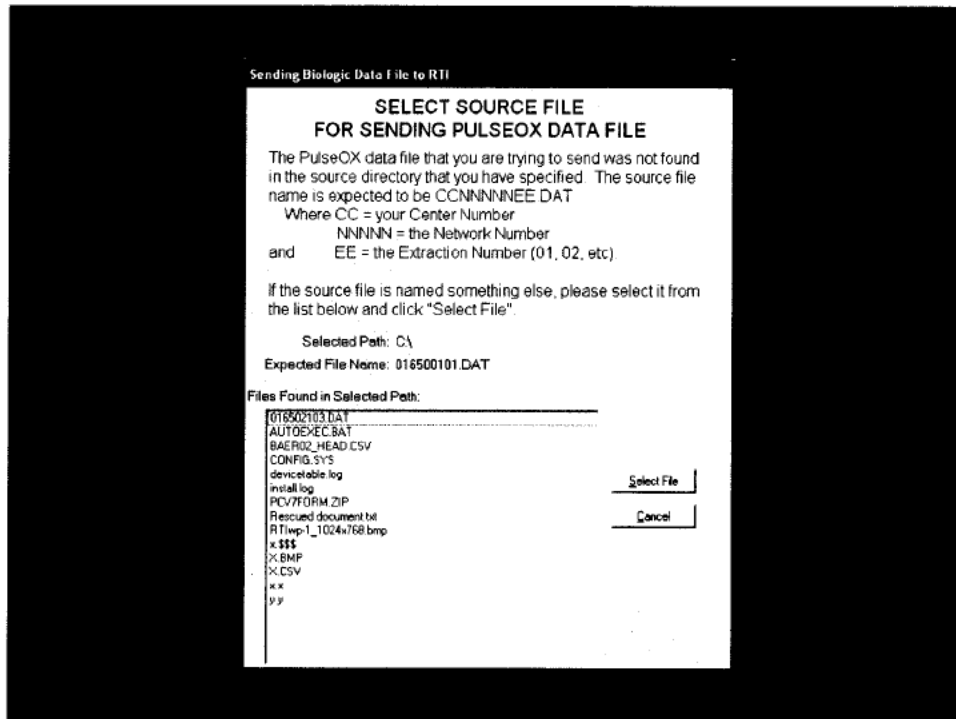 Sending Biologic Data File to RTI
SELECT SOURCE FILE
FOR SENDING PULSEOX DATA FILE
The PulseOX data file that you are trying to send was not found
in the source directory that you have specified. The source file
name is expected to be CCNNNNNEE.DAT
Where CC = your Center Number
NNNNN = the Network Number
and EE = the Extraction Number (01, 02, etc).
If the source file is named something else, please select it from
the list below and click "Select File".
Selected Path: C:\
Expected File Name: 016500101.DAT
Files Found in Selected Path:
016502103.DAT
AUTOEXEC.BAT
BAER02_HEAD.CSV
CONFIG.SYS
devicetable.log
install.log
Select File
PCV7FORM.ZIP
Rescued document.txt
Cancel
RTIwp-1_1024x768.bmp
x.$$$
X.BMP
X.CSV
x.x
y.y